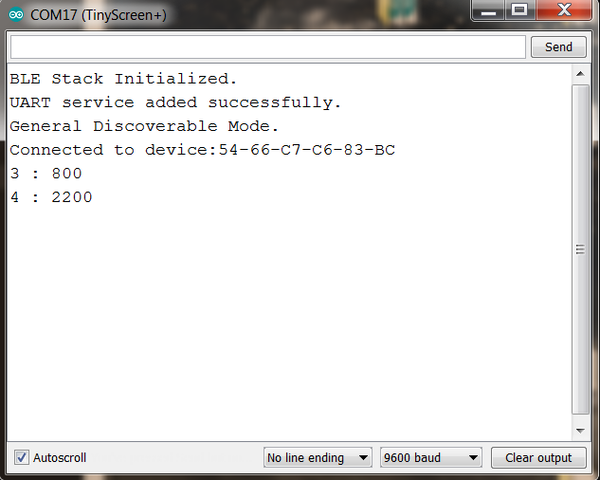 COM17 (TinyScreen+)
Send
BLE Stack Initialized.
UART service added successfully.
General Discoverable Mode.
Connected to device:54-66-C7-C6-83-BC
3 : 800
4 : 2200
Autoscroll
No line ending
9600 baud
Clear output